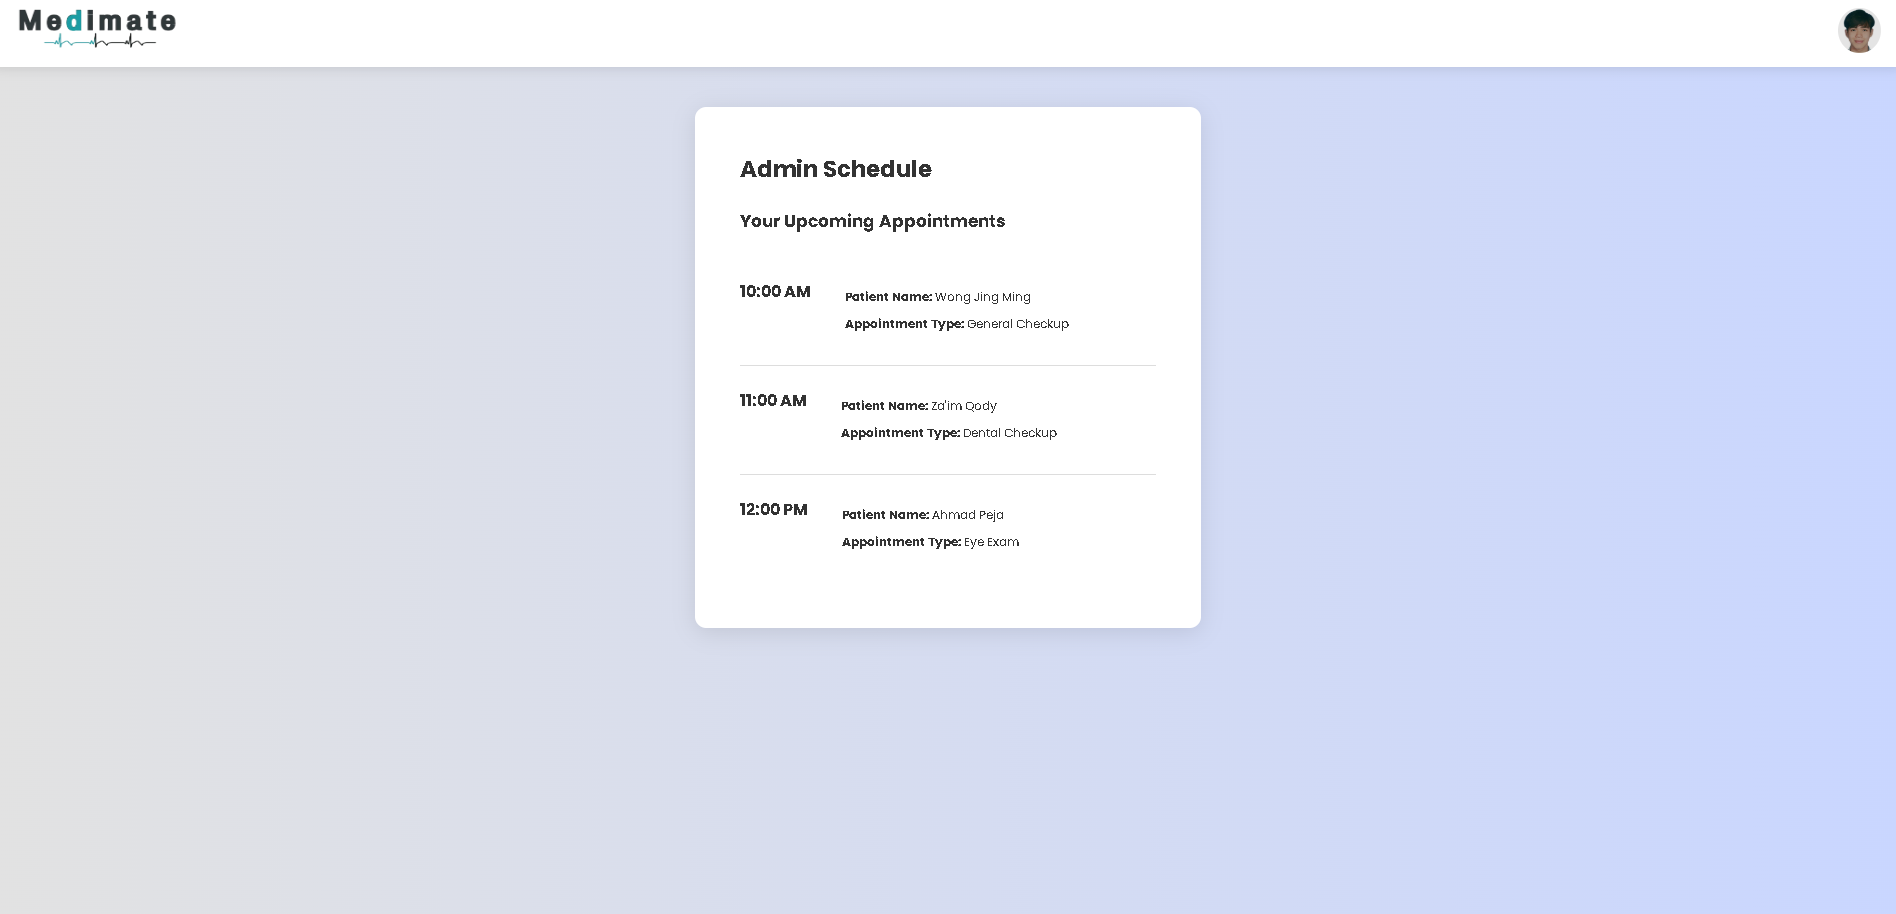 Medimate
Admin Schedule
Your Upcoming Appointments
10:00 AM
Patient Name: Wong Jing Ming
Appointment Type: General Checkup
11:00 AM
Patient Name: Za'im Qody
Appointment Type: Dental Checkup
12:00 PM
Patient Name: Ahmad Peja
Appointment Type: Eye Exam